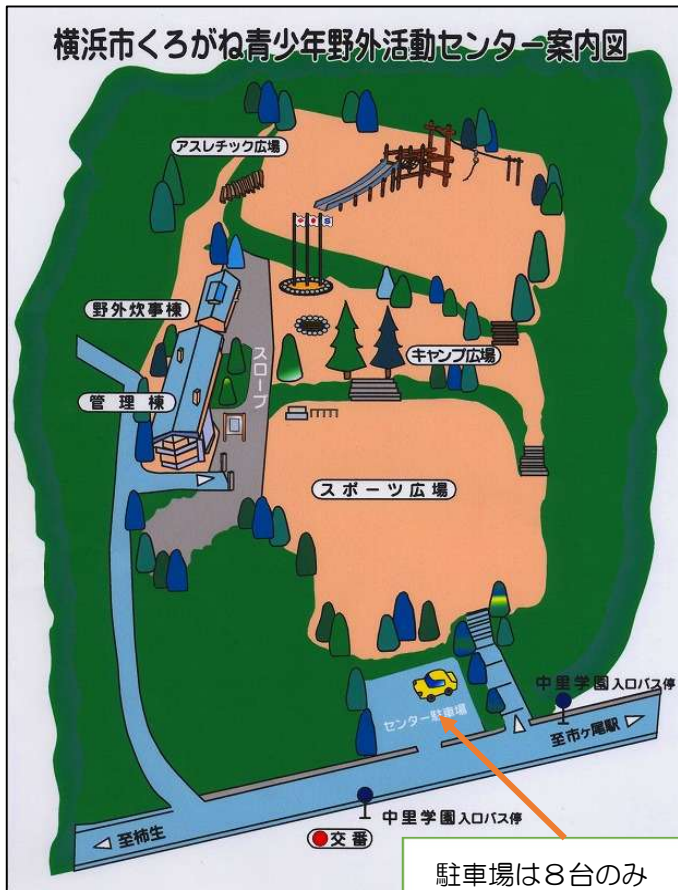 横浜市くろがね青少年野外活動センター案内図
アスレチック広場
野外炊事棟
スロープ
キャンプ広場
管理棟
スポーツ広場
中里学園入口バス停
センター駐車場
至市ヶ尾駅
中里学園入口バス停
至柿生
交番
駐車場は８台のみ